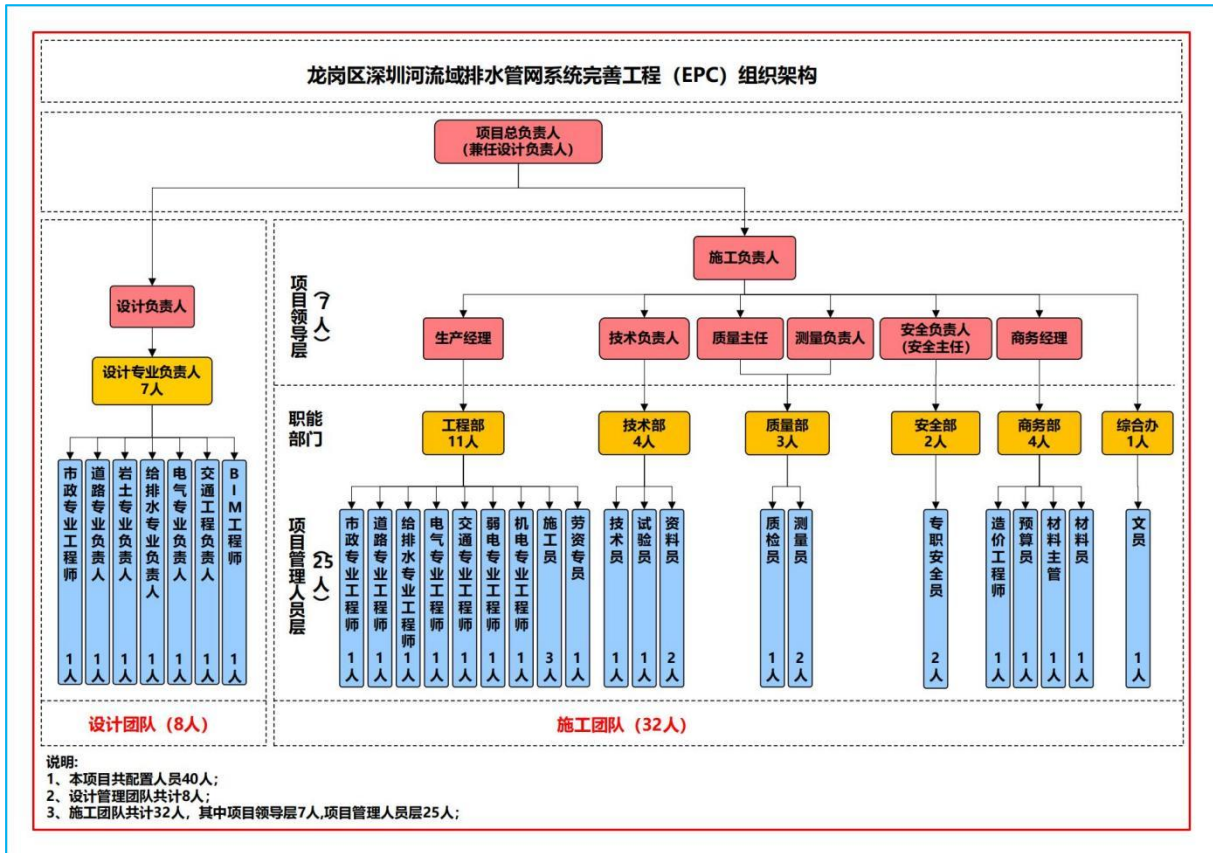 龙岗区深圳河流域排水管网系统完善工程（EPC）组织架构
项目总负责人
（兼任设计负责人）
施工负责人
项目领导层（7人）
设计负责人
生产经理
技术负责人
质量主任
测量负责人
安全负责人
（安全主任）
商务经理
设计专业负责人
7人
职能
部门
工程部
11人
技术部
4人
质量部
3人
安全部
2人
商务部
4人
综合办
1人
市政专业工程师 1人
道路专业负责人 1人
岩土专业负责人 1人
给排水专业负责人 1人
电气专业负责人 1人
交通工程负责人 1人
BIM工程师 1人
项目管理人员层（25人）
市政专业工程师 1人
道路专业工程师 1人
给排水专业工程师 1人
电气专业工程师 1人
交通专业工程师 1人
弱电专业工程师 1人
机电专业工程师 1人
施工员 3人
劳资专员 1人
技术员 1人
试验员 1人
资料员 2人
质检员 1人
测量员 2人
专职安全员 2人
造价工程师 1人
预算员 1人
材料主管 1人
材料员 1人
文员 1人
设计团队（8人）
施工团队（32人）
说明:
1、本项目共配置人员40人；
2、设计管理团队共计8人；
3、施工团队共计32人，其中项目领导层7人,项目管理人员层25人；